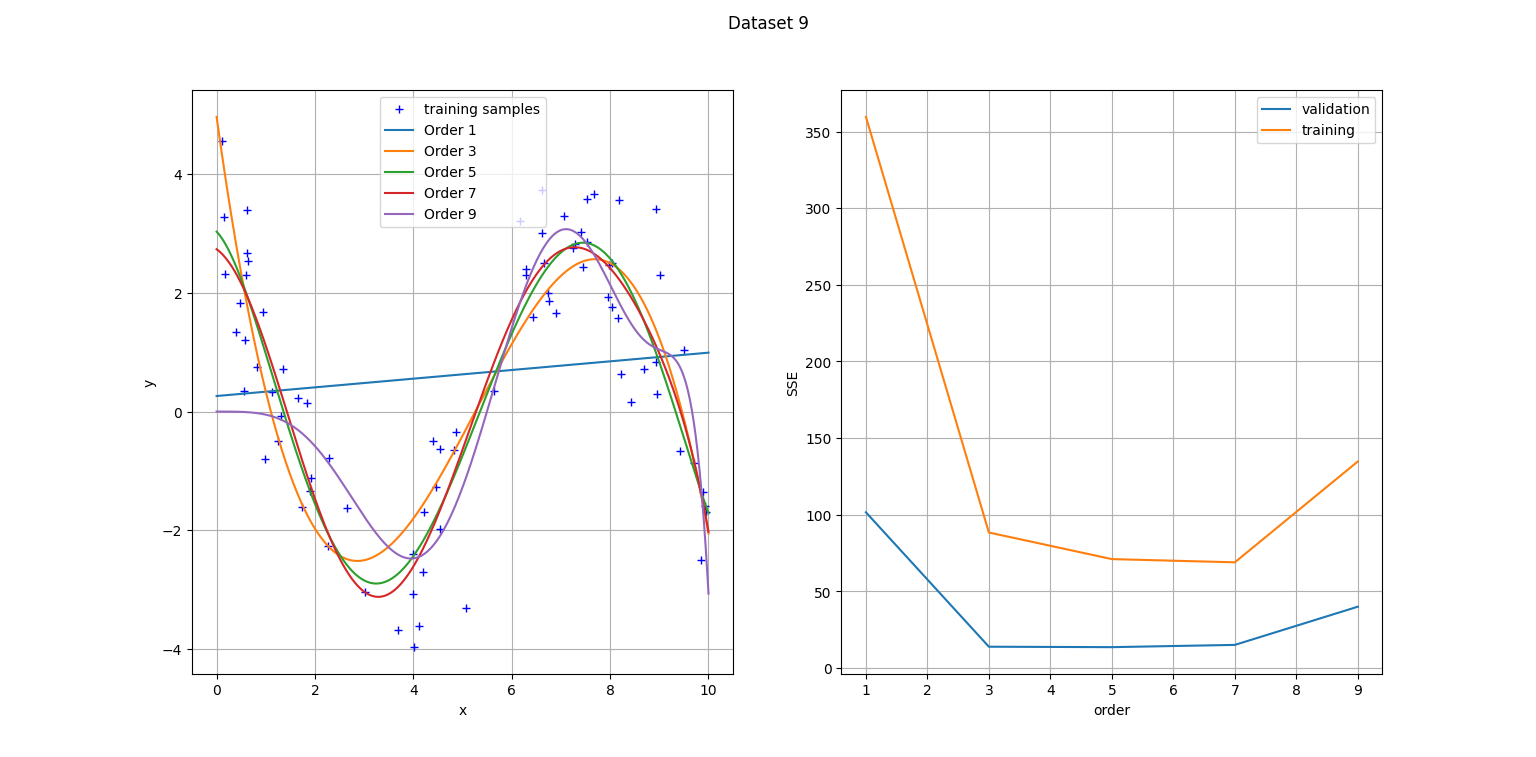 Dataset 9
training samples
Order 1
Order 3
Order 5
Order 7
Order 9
4
2
0
−2
−4
y
0 2 4 6 8 10
x
validation
training
350
300
250
200
150
100
50
0
SSE
1 2 3 4 5 6 7 8 9
order